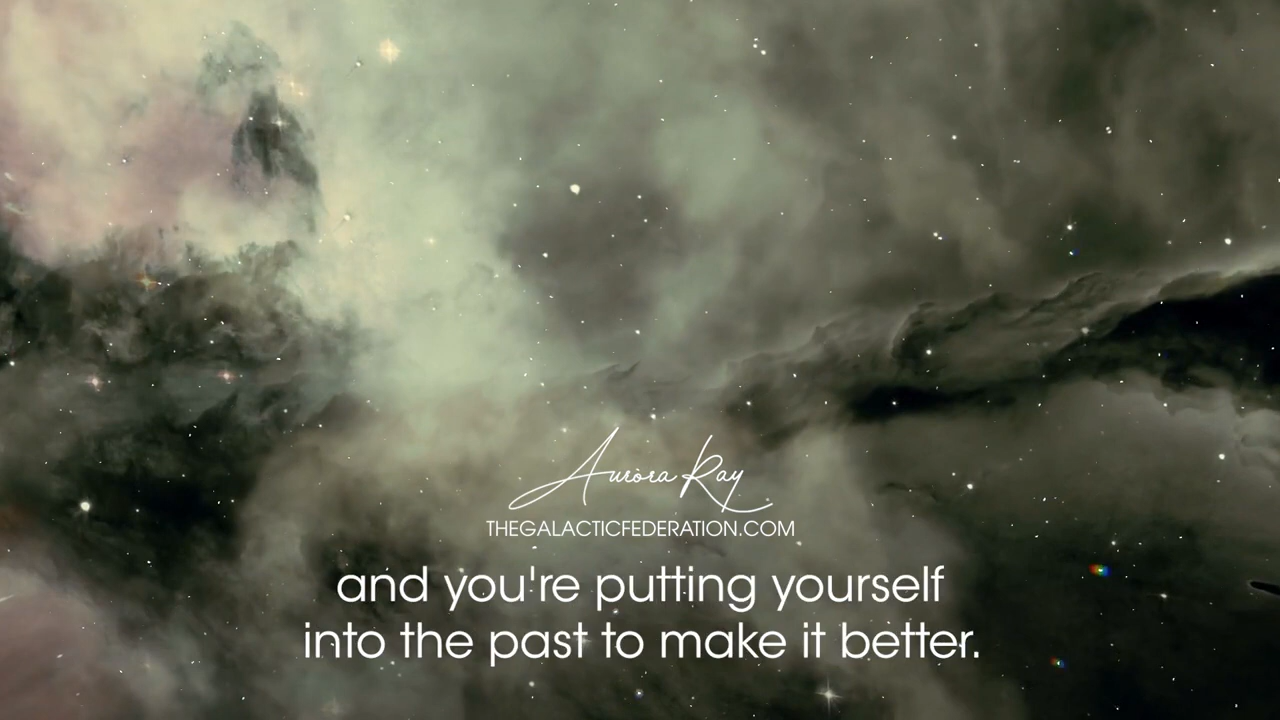 Aurora Ray
THEGALACTICFEDERATION.COM
and you're putting yourself
into the past to make it better.